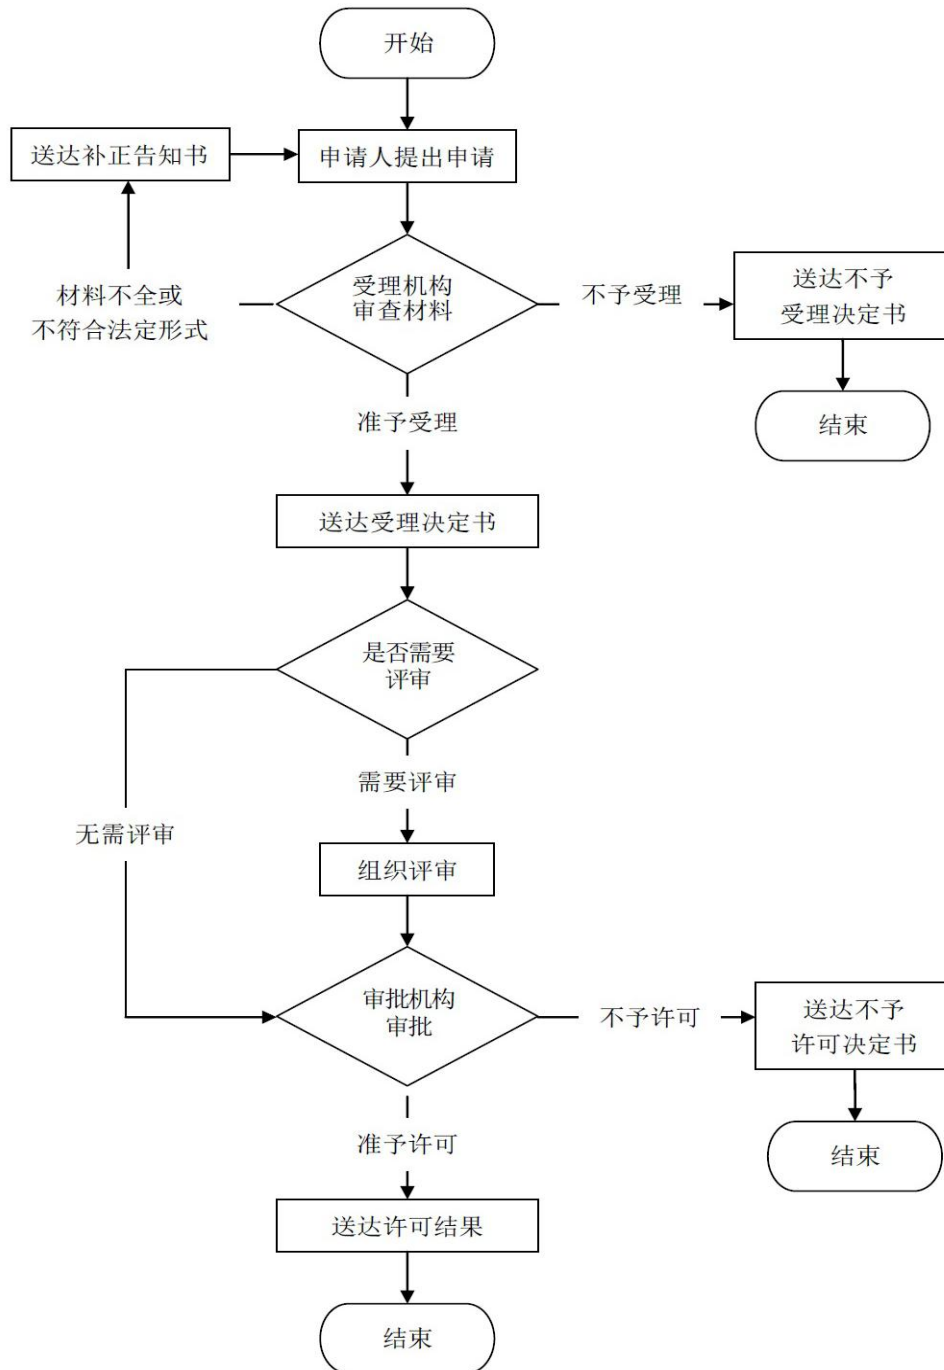 开始
送达补正告知书
申请人提出申请
材料不全或
不符合法定形式
受理机构
审查材料
不予受理
送达不予
受理决定书
结束
准予受理
送达受理决定书
是否需要
评审
需要评审
无需评审
组织评审
审批机构
审批
不予许可
送达不予
许可决定书
结束
准予许可
送达许可结果
结束